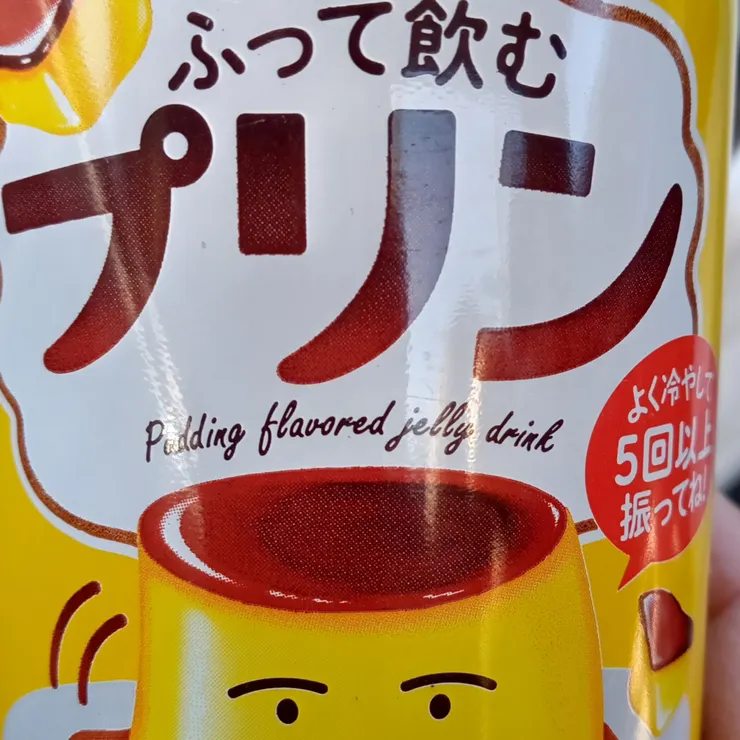 ふって飲む
プリン
Pudding flavored jelly drink
よく冷やして
5回以上
振ってね!